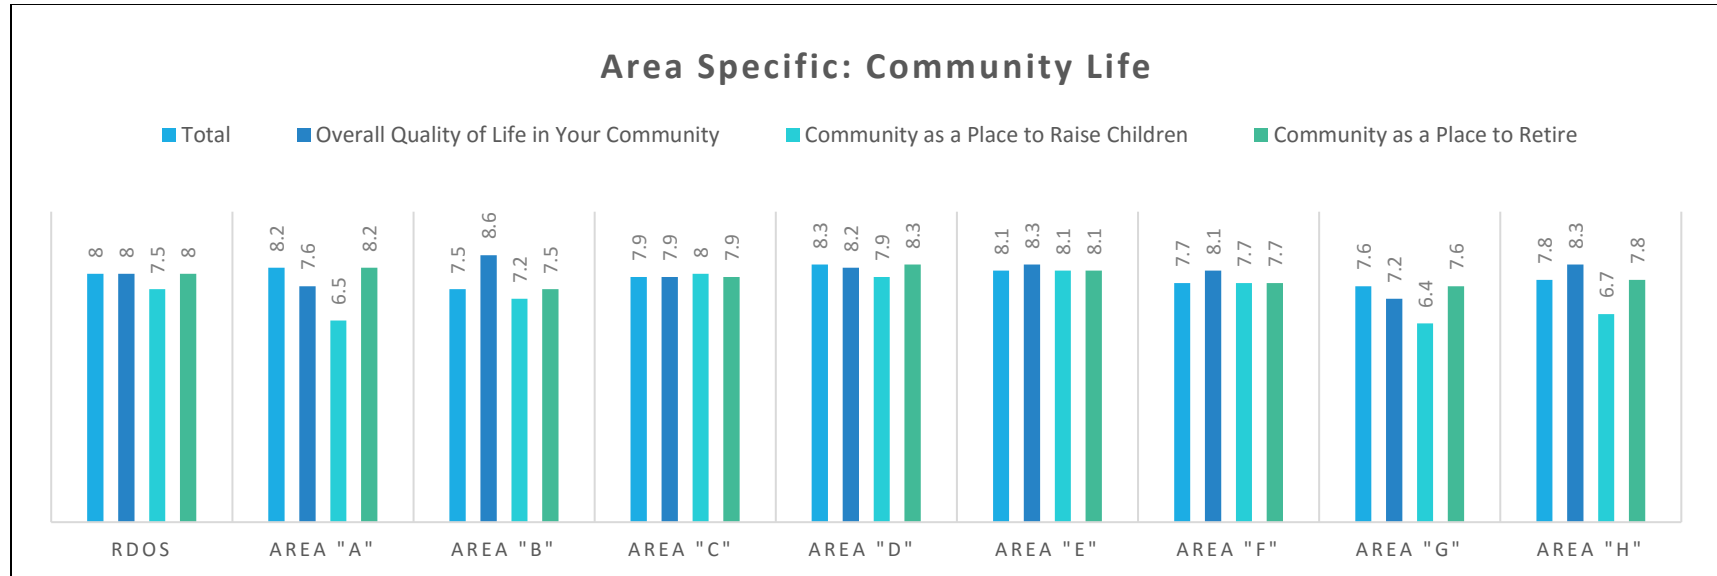 Area Specific: Community Life
Total Overall Quality of Life in Your Community Community as a Place to Raise Children Community as a Place to Retire
8 8 7.5 8
8.2 7.6 6.5 8.2
7.5 8.6 7.2 7.5
7.9 7.9 8 7.9
8.3 8.2 7.9 8.3
8.1 8.3 8.1 8.1
7.7 8.1 7.7 7.7
7.6 7.2 6.4 7.6
7.8 8.3 6.7 7.8
RDOS AREA "A" AREA "B" AREA "C" AREA "D" AREA "E" AREA "F" AREA "G" AREA "H"